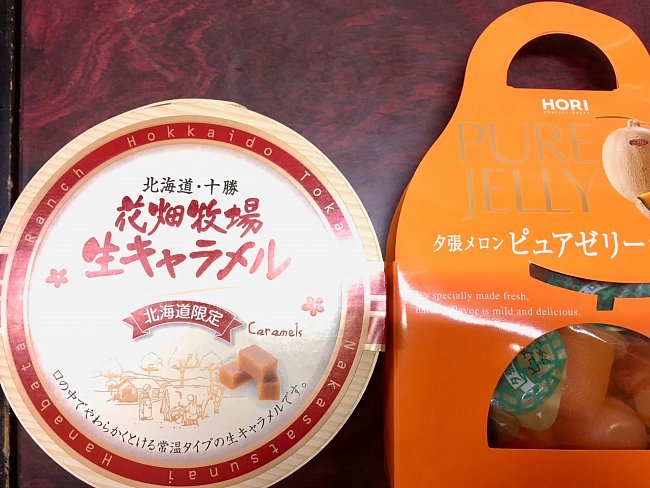 Hanabatake Ranch Hokkaido Toka
Nakasatsunai
北海道・十勝
花畑牧場
生キャラメル
北海道限定
Caramels
口の中でやわらかくとける常温タイプの生キャラメルです。
HORI
PURE
JELLY
夕張メロン ピュアゼリー
specially made fresh,
flavor is mild and delicious.